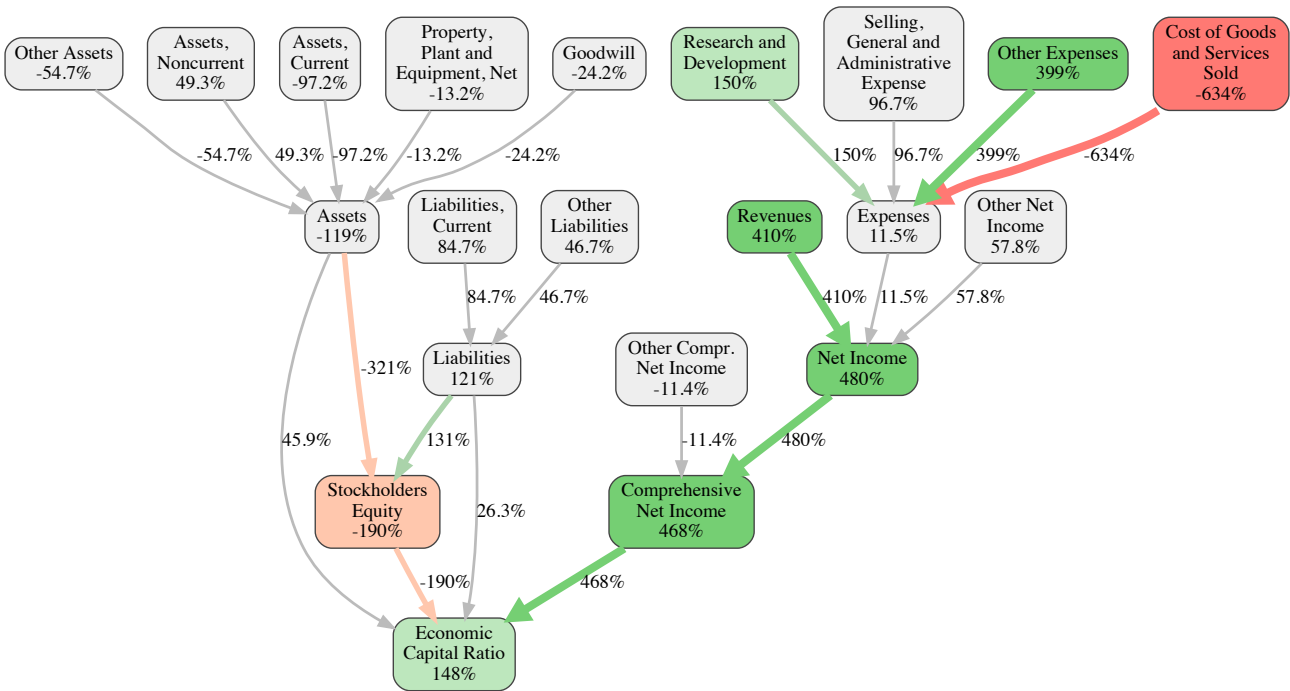 Other Assets
-54.7%
Assets,
Noncurrent
49.3%
Assets,
Current
-97.2%
Property,
Plant and
Equipment, Net
-13.2%
Goodwill
-24.2%
Research and
Development
150%
Selling,
General and
Administrative
Expense
96.7%
Other Expenses
399%
Cost of Goods
and Services
Sold
-634%
-54.7%
49.3%
-97.2%
-13.2%
-24.2%
150%
96.7%
399%
-634%
Assets
-119%
Liabilities,
Current
84.7%
Other
Liabilities
46.7%
Revenues
410%
Expenses
11.5%
Other Net
Income
57.8%
84.7%
46.7%
410%
11.5%
57.8%
-321%
Liabilities
121%
Other Compr.
Net Income
-11.4%
Net Income
480%
45.9%
131%
-11.4%
480%
Stockholders
Equity
-190%
26.3%
Comprehensive
Net Income
468%
-190%
468%
Economic
Capital Ratio
148%